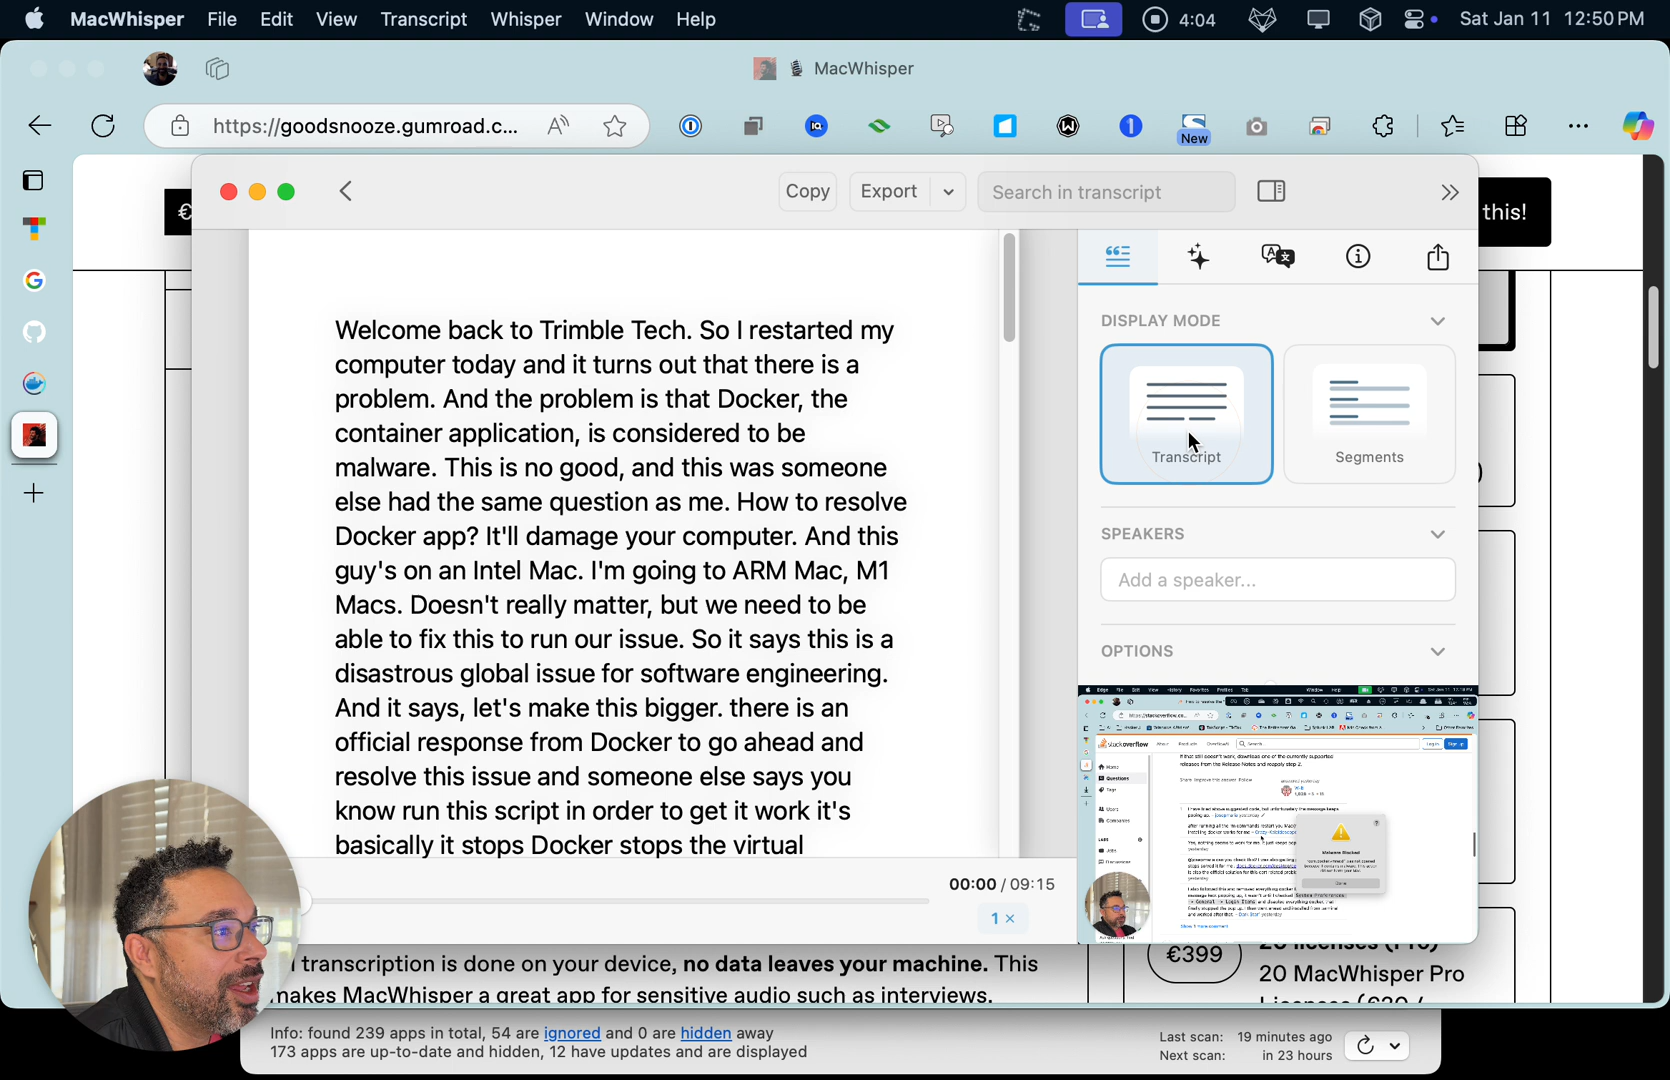 MacWhisper File Edit View Transcript Whisper Window Help
4:04
Sat Jan 11 12:50 PM
MacWhisper
https://goodsnooze.gumroad.c...
New
€
this!
Copy
Export
Search in transcript
Welcome back to Trimble Tech. So I restarted my
computer today and it turns out that there is a
problem. And the problem is that Docker, the
container application, is considered to be
malware. This is no good, and this was someone
else had the same question as me. How to resolve
Docker app? It'll damage your computer. And this
guy's on an Intel Mac. I'm going to ARM Mac, M1
Macs. Doesn't really matter, but we need to be
able to fix this to run our issue. So it says this is a
disastrous global issue for software engineering.
And it says, let's make this bigger. there is an
official response from Docker to go ahead and
resolve this issue and someone else says you
know run this script in order to get it work it's
basically it stops Docker stops the virtual
DISPLAY MODE
Transcript
Segments
SPEAKERS
Add a speaker...
OPTIONS
stackoverflow
Malware Blocked
00:00 / 09:15
1 ×
transcription is done on your device, no data leaves your machine. This
makes MacWhisper a great app for sensitive audio such as interviews.
€399
20 licenses (Pro)
20 MacWhisper Pro
Info: found 239 apps in total, 54 are ignored and 0 are hidden away
173 apps are up-to-date and hidden, 12 have updates and are displayed
Last scan: 19 minutes ago
Next scan: in 23 hours